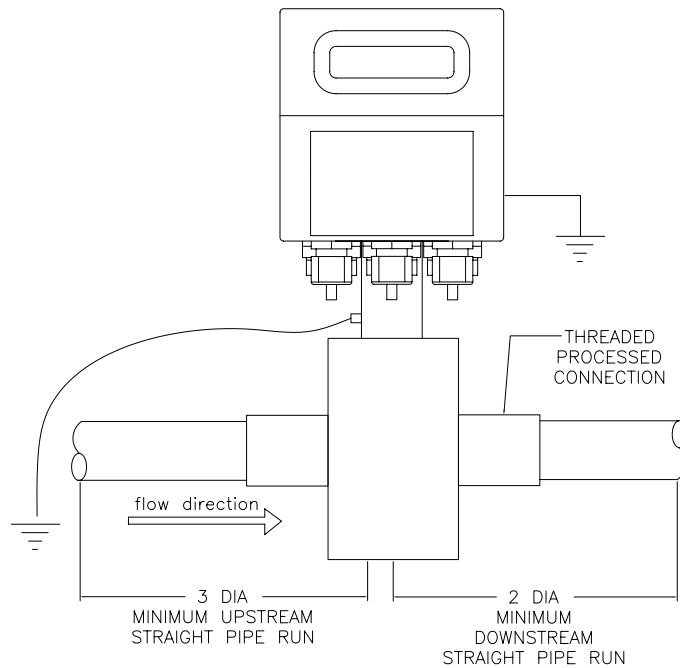 THREADED
PROCESSED
CONNECTION
flow direction
3 DIA
MINIMUM UPSTREAM
STRAIGHT PIPE RUN
2 DIA
MINIMUM
DOWNSTREAM
STRAIGHT PIPE RUN